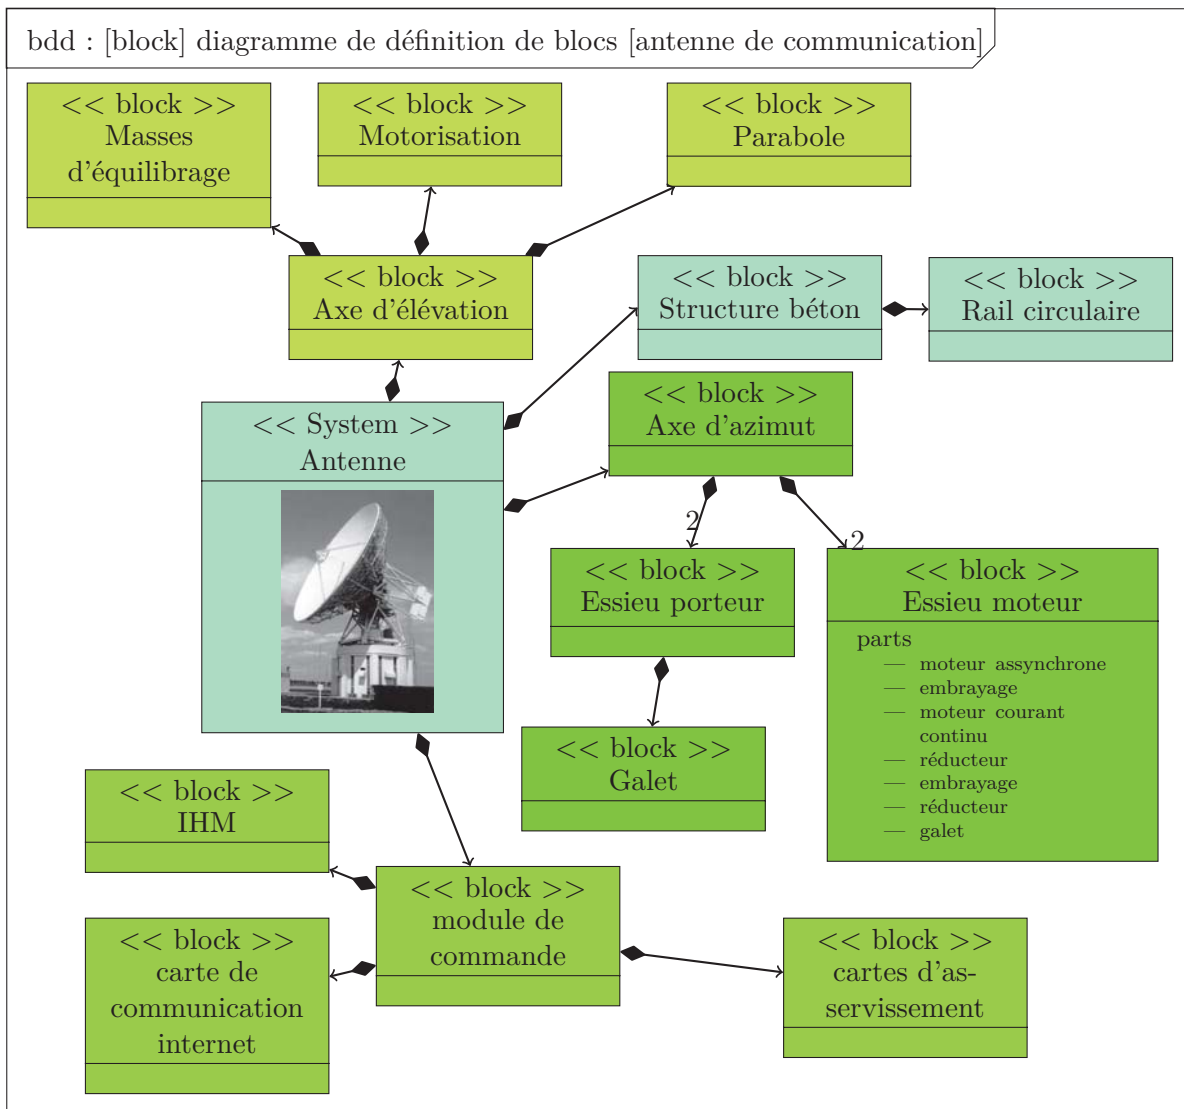 bdd : [block] diagramme de définition de blocs [antenne de communication]
<< block >>
Masses
d'équilibrage
<< block >>
Motorisation
<< block >>
Parabole
<< block >>
Axe d'élévation
<< block >>
Structure béton
<< block >>
Rail circulaire
<< System >>
Antenne
<< block >>
Axe d'azimut
2
2
<< block >>
Essieu porteur
<< block >>
Essieu moteur
parts
— moteur assynchrone
— embrayage
— moteur courant
continu
— réducteur
— embrayage
— réducteur
— galet
<< block >>
Galet
<< block >>
IHM
<< block >>
module de
commande
<< block >>
carte de
communication
internet
<< block >>
cartes d'as-
servissement